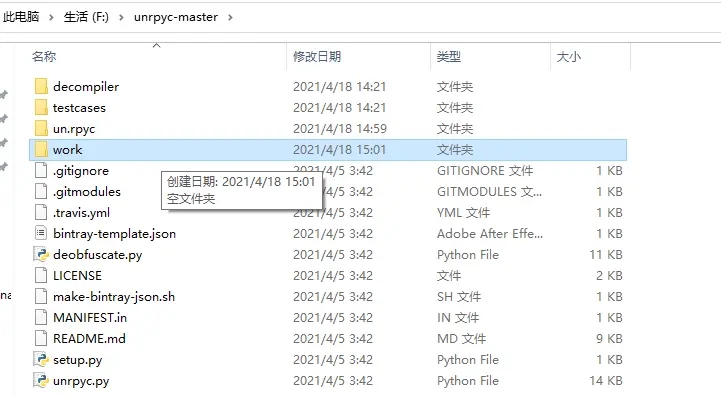 此电脑 > 生活 (F:) > unrpyc-master >
名称 修改日期 类型 大小
decompiler 2021/4/18 14:21 文件夹
testcases 2021/4/18 14:21 文件夹
un.rpyc 2021/4/18 14:59 文件夹
work 2021/4/18 15:01 文件夹
.gitignore 2021/4/5 3:42 GITIGNORE 文件 1 KB
创建日期: 2021/4/18 15:01
空文件夹
.gitmodules 2021/4/5 3:42 GITMODULES 文件 1 KB
.travis.yml 2021/4/5 3:42 YML 文件 1 KB
bintray-template.json 2021/4/5 3:42 Adobe After Effe... 1 KB
deobfuscate.py 2021/4/5 3:42 Python File 11 KB
LICENSE 2021/4/5 3:42 文件 2 KB
make-bintray-json.sh 2021/4/5 3:42 SH 文件 1 KB
MANIFEST.in 2021/4/5 3:42 IN 文件 1 KB
README.md 2021/4/5 3:42 MD 文件 9 KB
setup.py 2021/4/5 3:42 Python File 1 KB
unrpyc.py 2021/4/5 3:42 Python File 14 KB